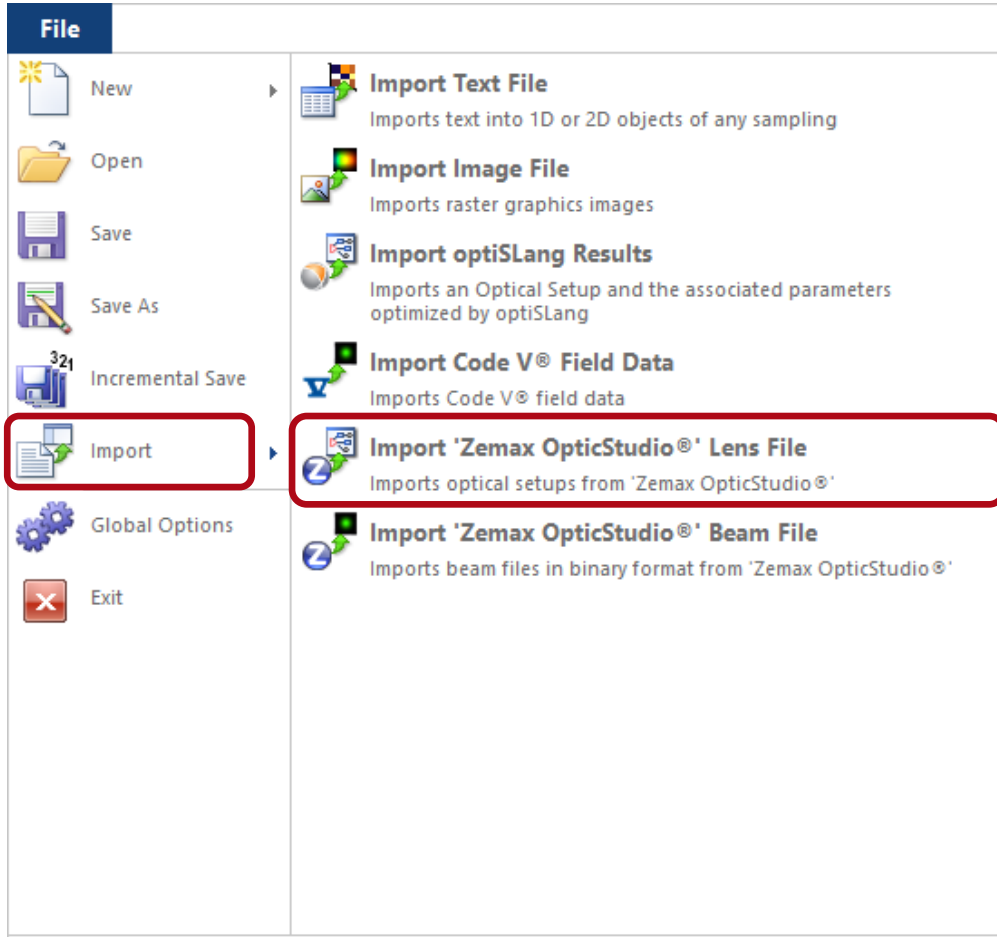 File
New
Open
Save
Save As
321
Incremental Save
Import
Global Options
Exit
Import Text File
Imports text into 1D or 2D objects of any sampling
Import Image File
Imports raster graphics images
Import optiSLang Results
Imports an Optical Setup and the associated parameters
optimized by optiSLang
V
Import Code V® Field Data
Imports Code V® field data
Z
Import 'Zemax OpticStudio®' Lens File
Imports optical setups from 'Zemax OpticStudio®'
Z
Import 'Zemax OpticStudio®' Beam File
Imports beam files in binary format from 'Zemax OpticStudio®'